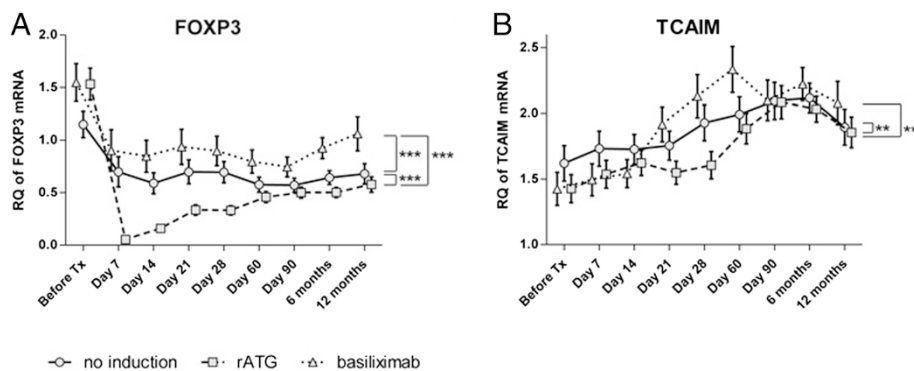 A
FOXP3
RQ of FOXP3 mRNA
2.0
1.5
1.0
0.5
0.0
***
***
***
Before Tx
Day 7
Day 14
Day 21
Day 28
Day 60
Day 90
6 months
12 months
B
TCAIM
RQ of TCAIM mRNA
2.5
2.0
1.5
1.0
**
**
Before Tx
Day 7
Day 14
Day 21
Day 28
Day 60
Day 90
6 months
12 months
no induction rATG basiliximab